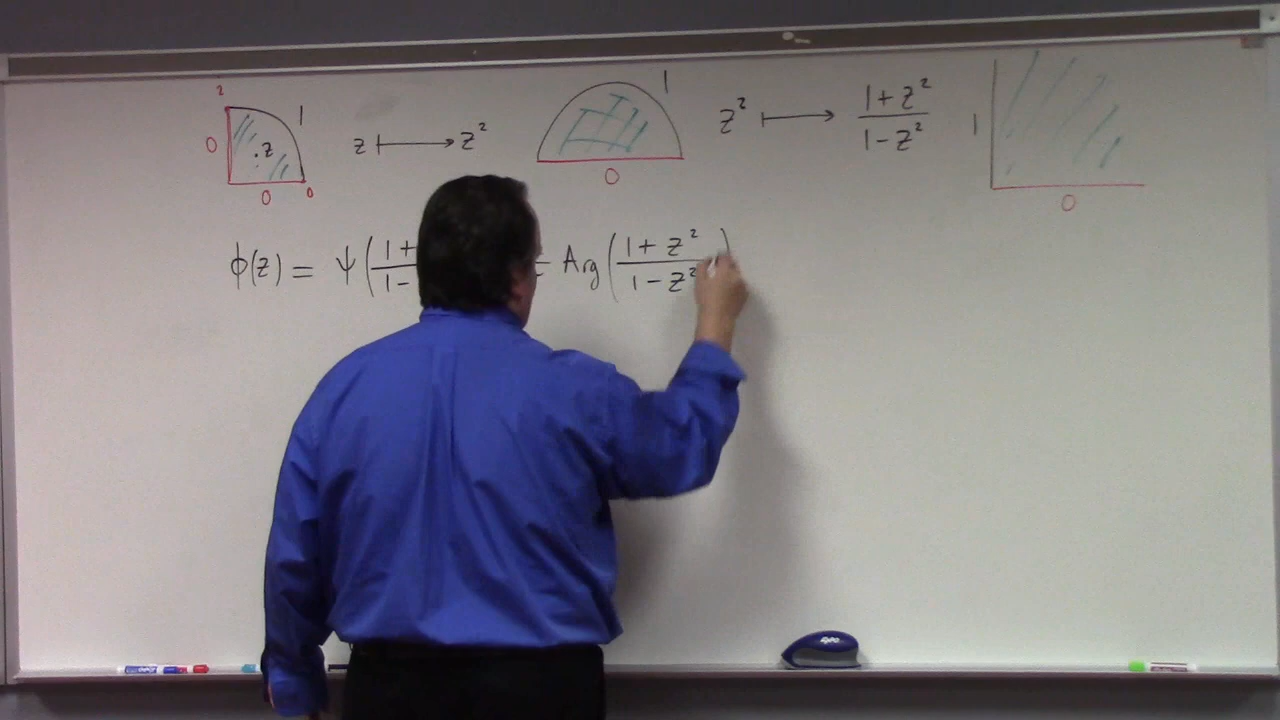 2
0
1
z
0
0
z ⟼ z²
1
0
z² ⟼ (1 + z²)/(1 − z²)
1
0
ϕ(z) = ψ(1+ / 1− = Arg((1 + z²)/(1 − z²))
EXPO